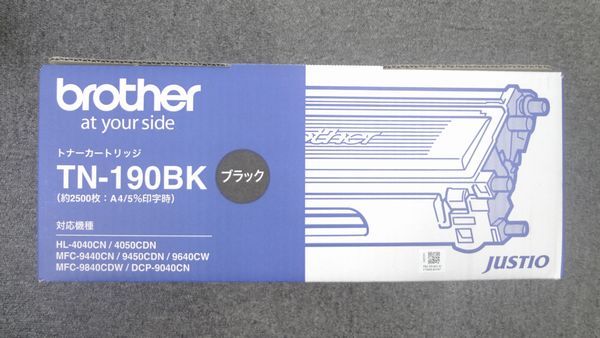 brother
at your side
トナーカートリッジ
TN-190BK
ブラック
(約2500枚：A4/5％印字時)
対応機種
HL-4040CN / 4050CDN
MFC-9440CN / 9450CDN / 9640CW
MFC-9840CDW / DCP-9040CN
brother
JUSTIO